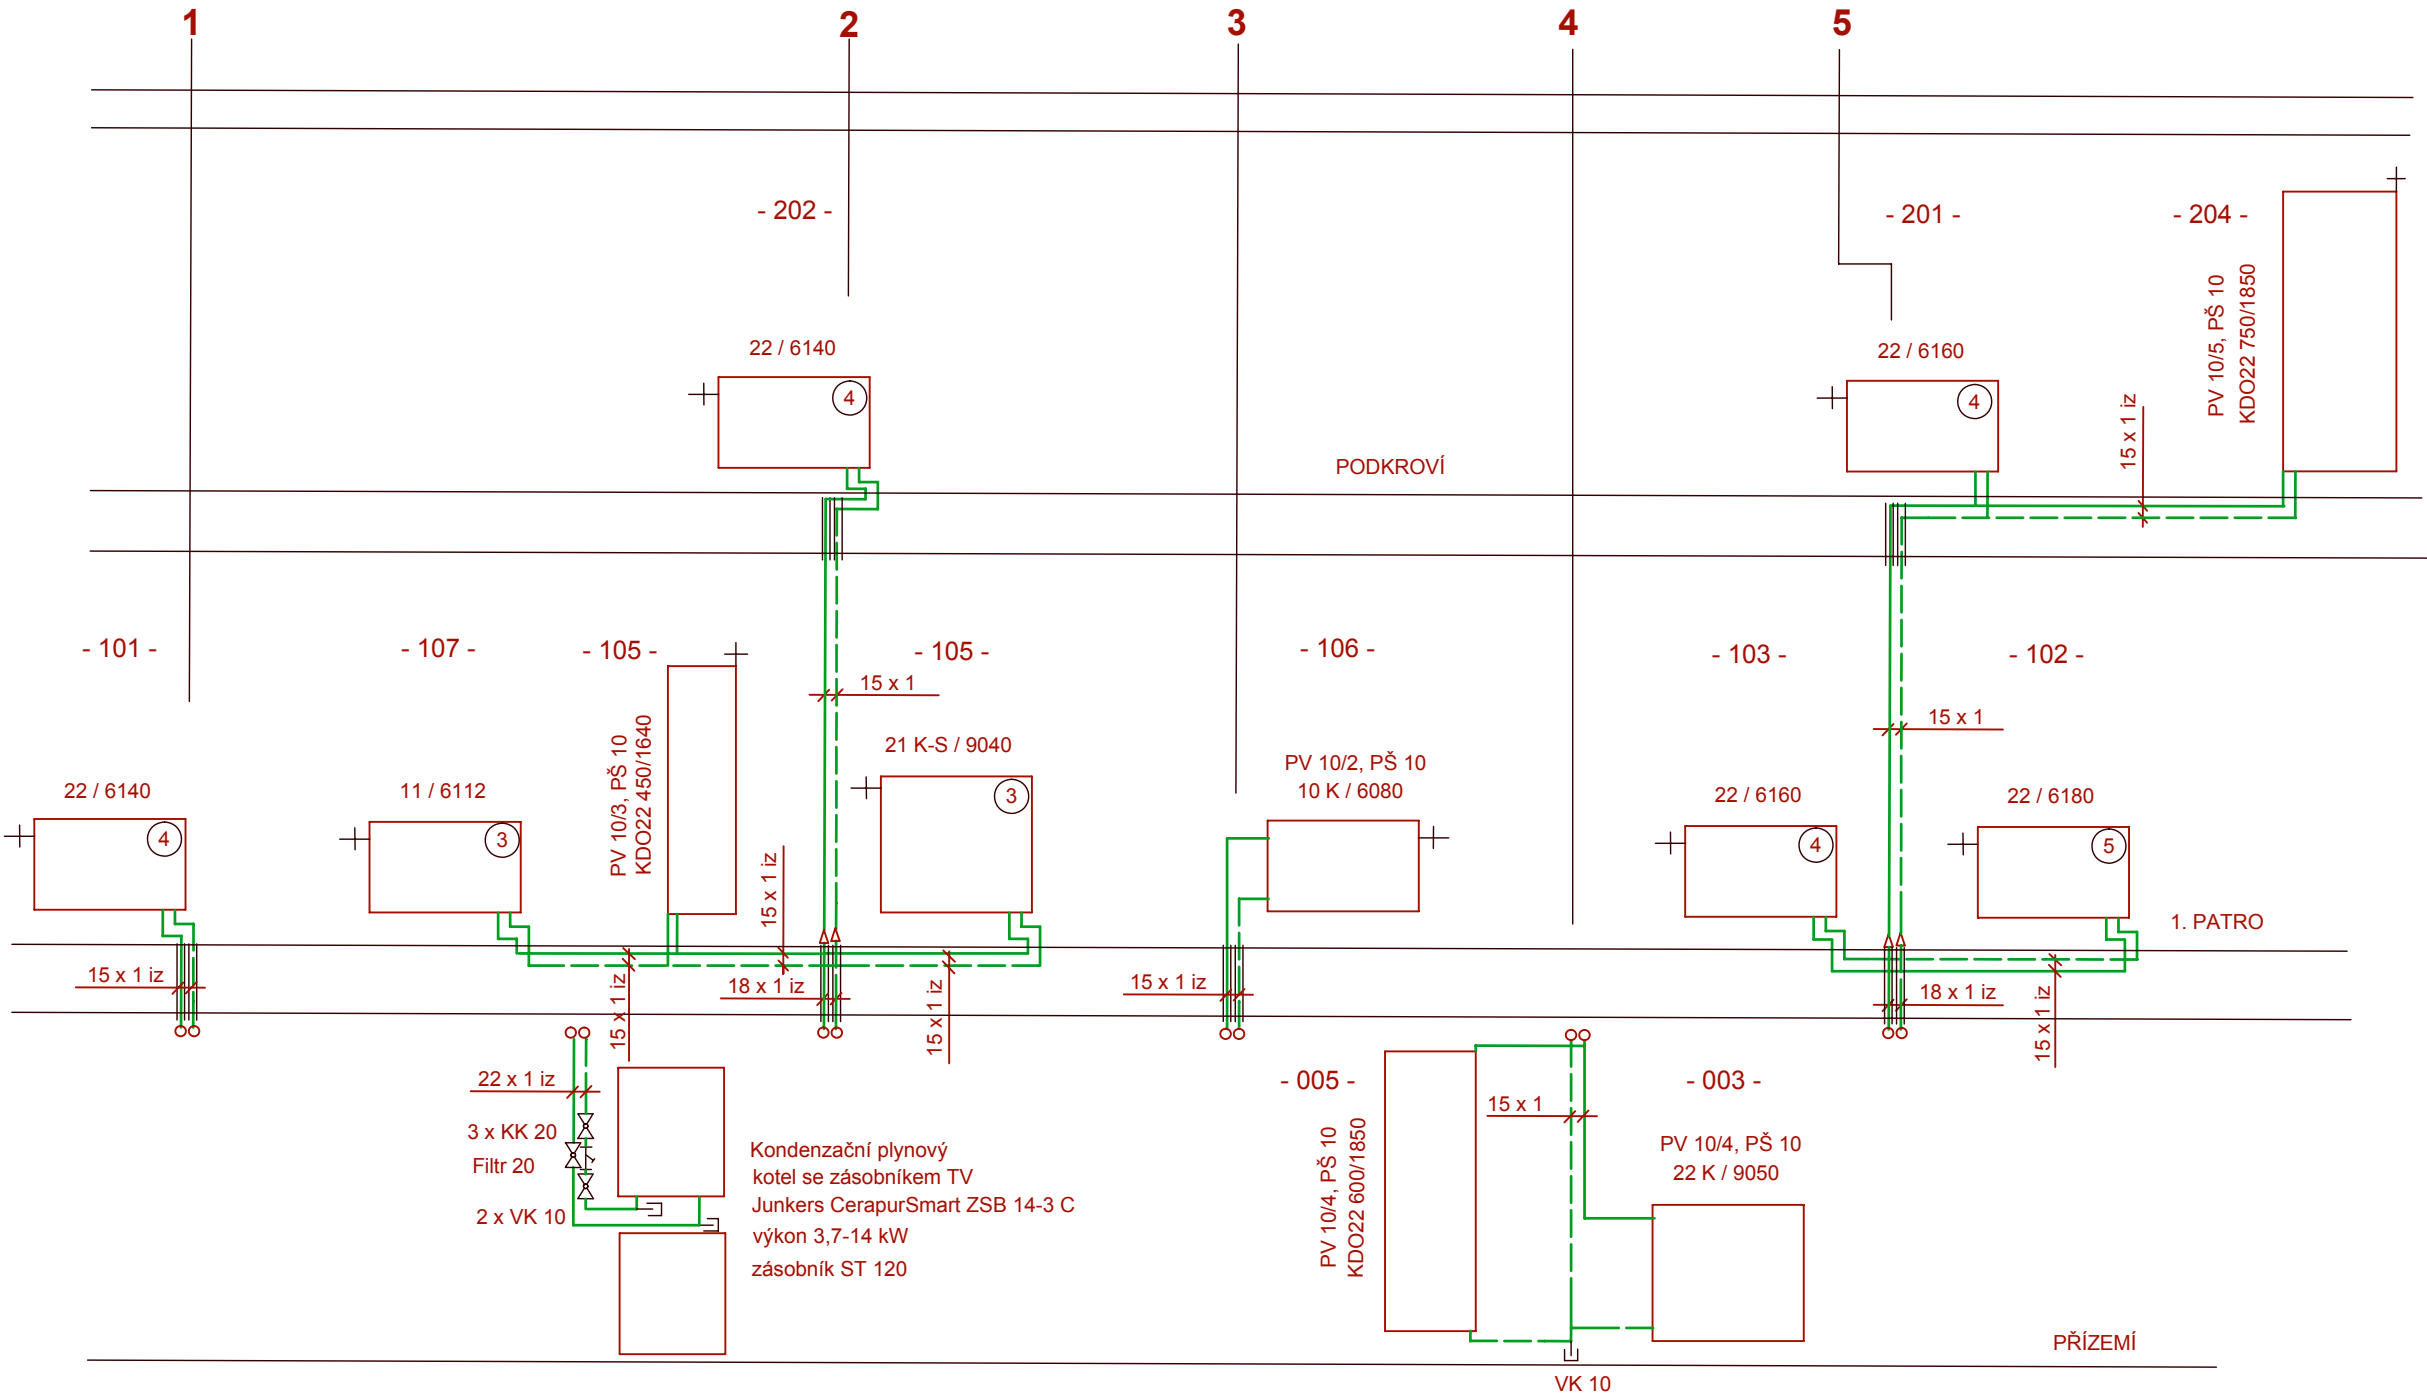 1
2
3
4
5
- 202 -
- 201 -
- 204 -
22 / 6140
4
22 / 6160
4
15 x 1 iz
PV 10/5, PŠ 10
KDO22 750/1850
PODKROVÍ
- 101 -
- 107 -
- 105 -
- 105 -
- 106 -
- 103 -
- 102 -
15 x 1
15 x 1
22 / 6140
4
11 / 6112
3
PV 10/3, PŠ 10
KDO22 450/1640
15 x 1 iz
21 K-S / 9040
3
PV 10/2, PŠ 10
10 K / 6080
22 / 6160
4
22 / 6180
5
1. PATRO
15 x 1 iz
15 x 1 iz
18 x 1 iz
15 x 1 iz
15 x 1 iz
18 x 1 iz
15 x 1 iz
22 x 1 iz
3 x KK 20
Filtr 20
2 x VK 10
Kondenzační plynový
kotel se zásobníkem TV
Junkers CerapurSmart ZSB 14-3 C
výkon 3,7-14 kW
zásobník ST 120
- 005 -
PV 10/4, PŠ 10
KDO22 600/1850
15 x 1
- 003 -
PV 10/4, PŠ 10
22 K / 9050
PŘÍZEMÍ
VK 10